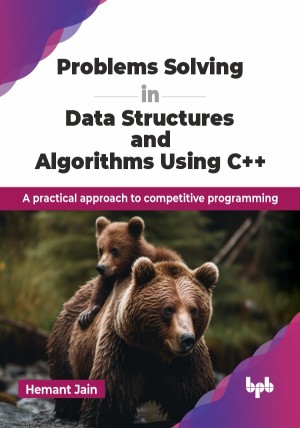 Problems Solving
in
Data Structures
and
Algorithms Using C++
A practical approach to competitive programming
Hemant Jain
bpb